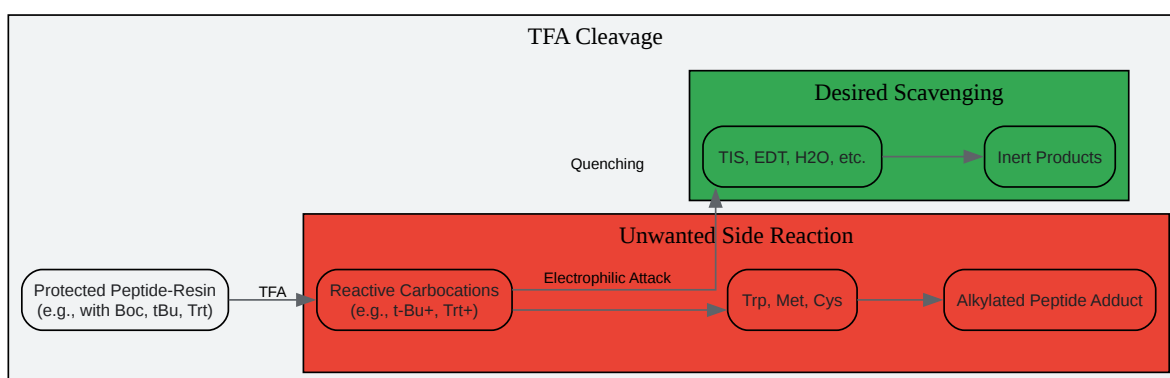 TFA Cleavage
Desired Scavenging
TIS, EDT, H2O, etc.
Inert Products
Quenching
Unwanted Side Reaction
Electrophilic Attack
Protected Peptide-Resin
(e.g., with Boc, tBu, Trt)
TFA
Reactive Carbocations
(e.g., t-Bu+, Trt+)
Trp, Met, Cys
Alkylated Peptide Adduct